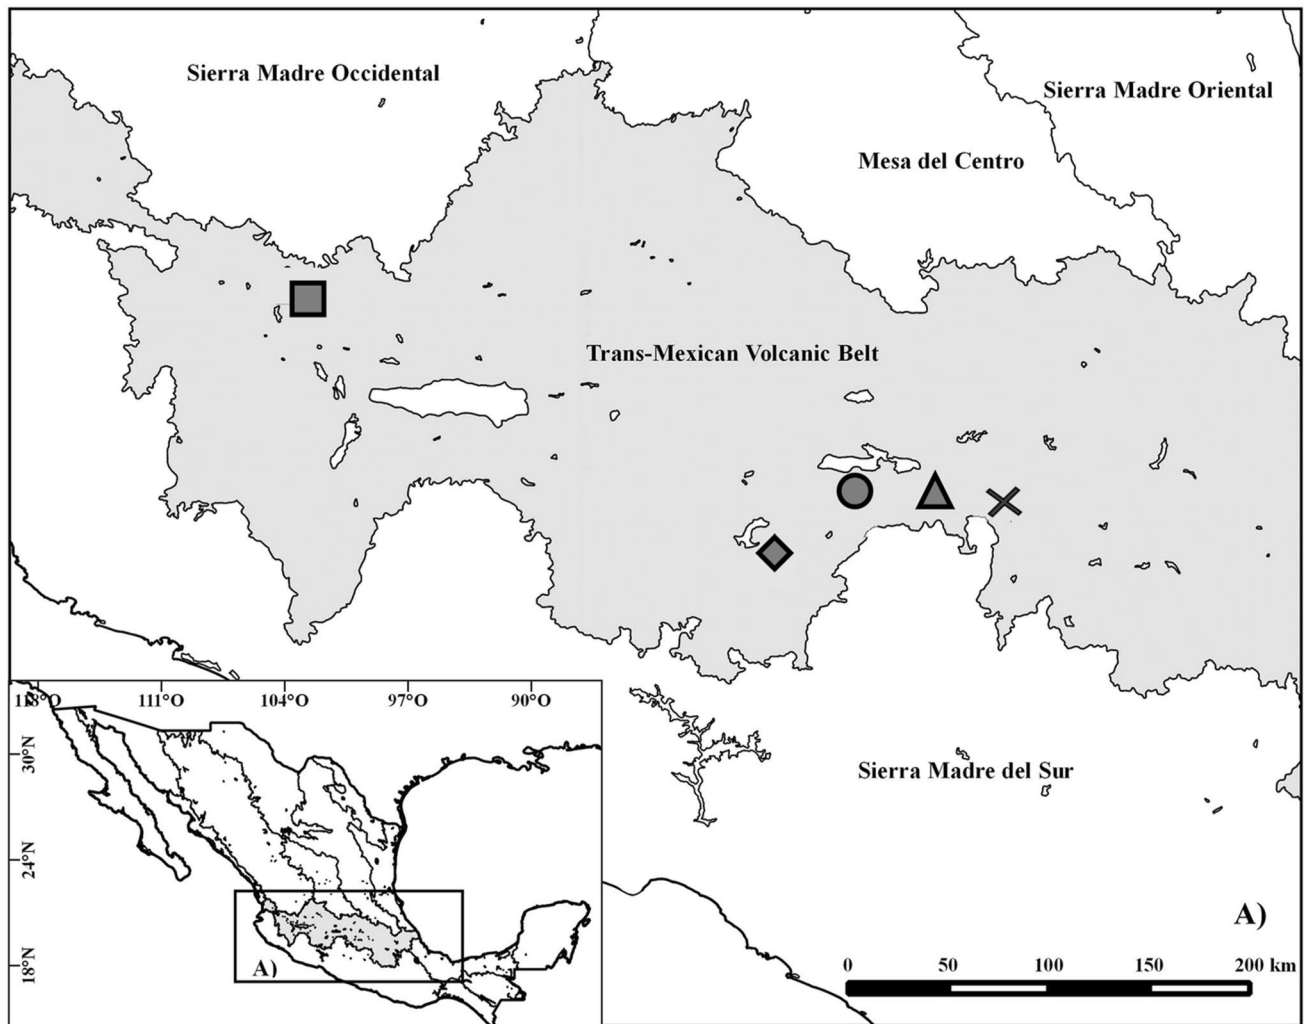 Sierra Madre Occidental
Sierra Madre Oriental
Mesa del Centro
Trans-Mexican Volcanic Belt
Sierra Madre del Sur
118°O 111°O 104°O 97°O 90°O
30°N
24°N
18°N
A)
A)
0 50 100 150 200 km